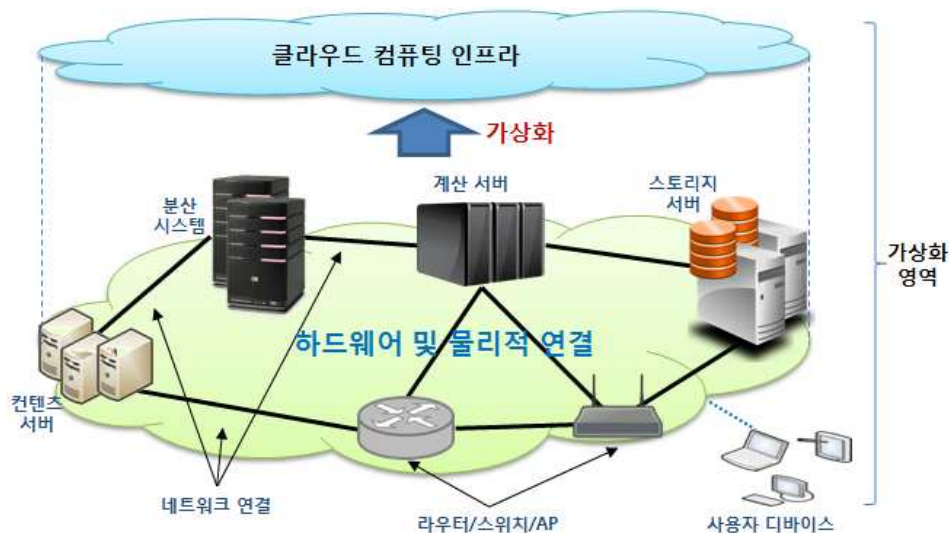 클라우드 컴퓨팅 인프라
가상화
계산 서버
스토리지
서버
분산
시스템
가상화
영역
하드웨어 및 물리적 연결
컨텐츠
서버
네트워크 연결
라우터/스위치/AP
사용자 디바이스